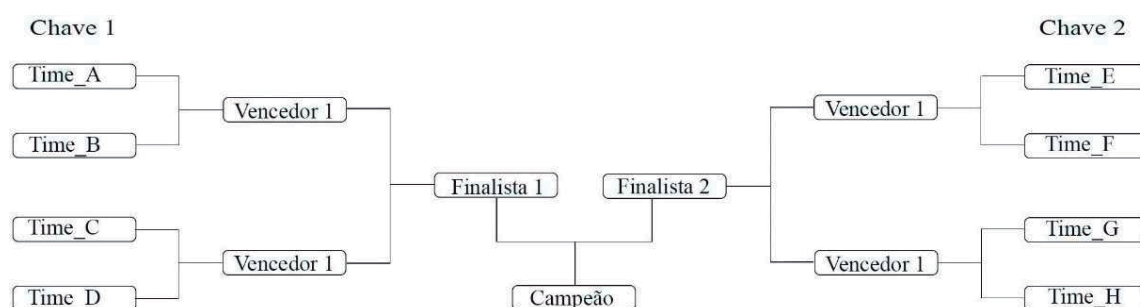 Chave 1
Chave 2
Time_A
Time_E
Vencedor 1
Vencedor 1
Time_B
Time_F
Finalista 1
Finalista 2
Time_C
Time_G
Vencedor 1
Vencedor 1
Time_D
Campeão
Time_H